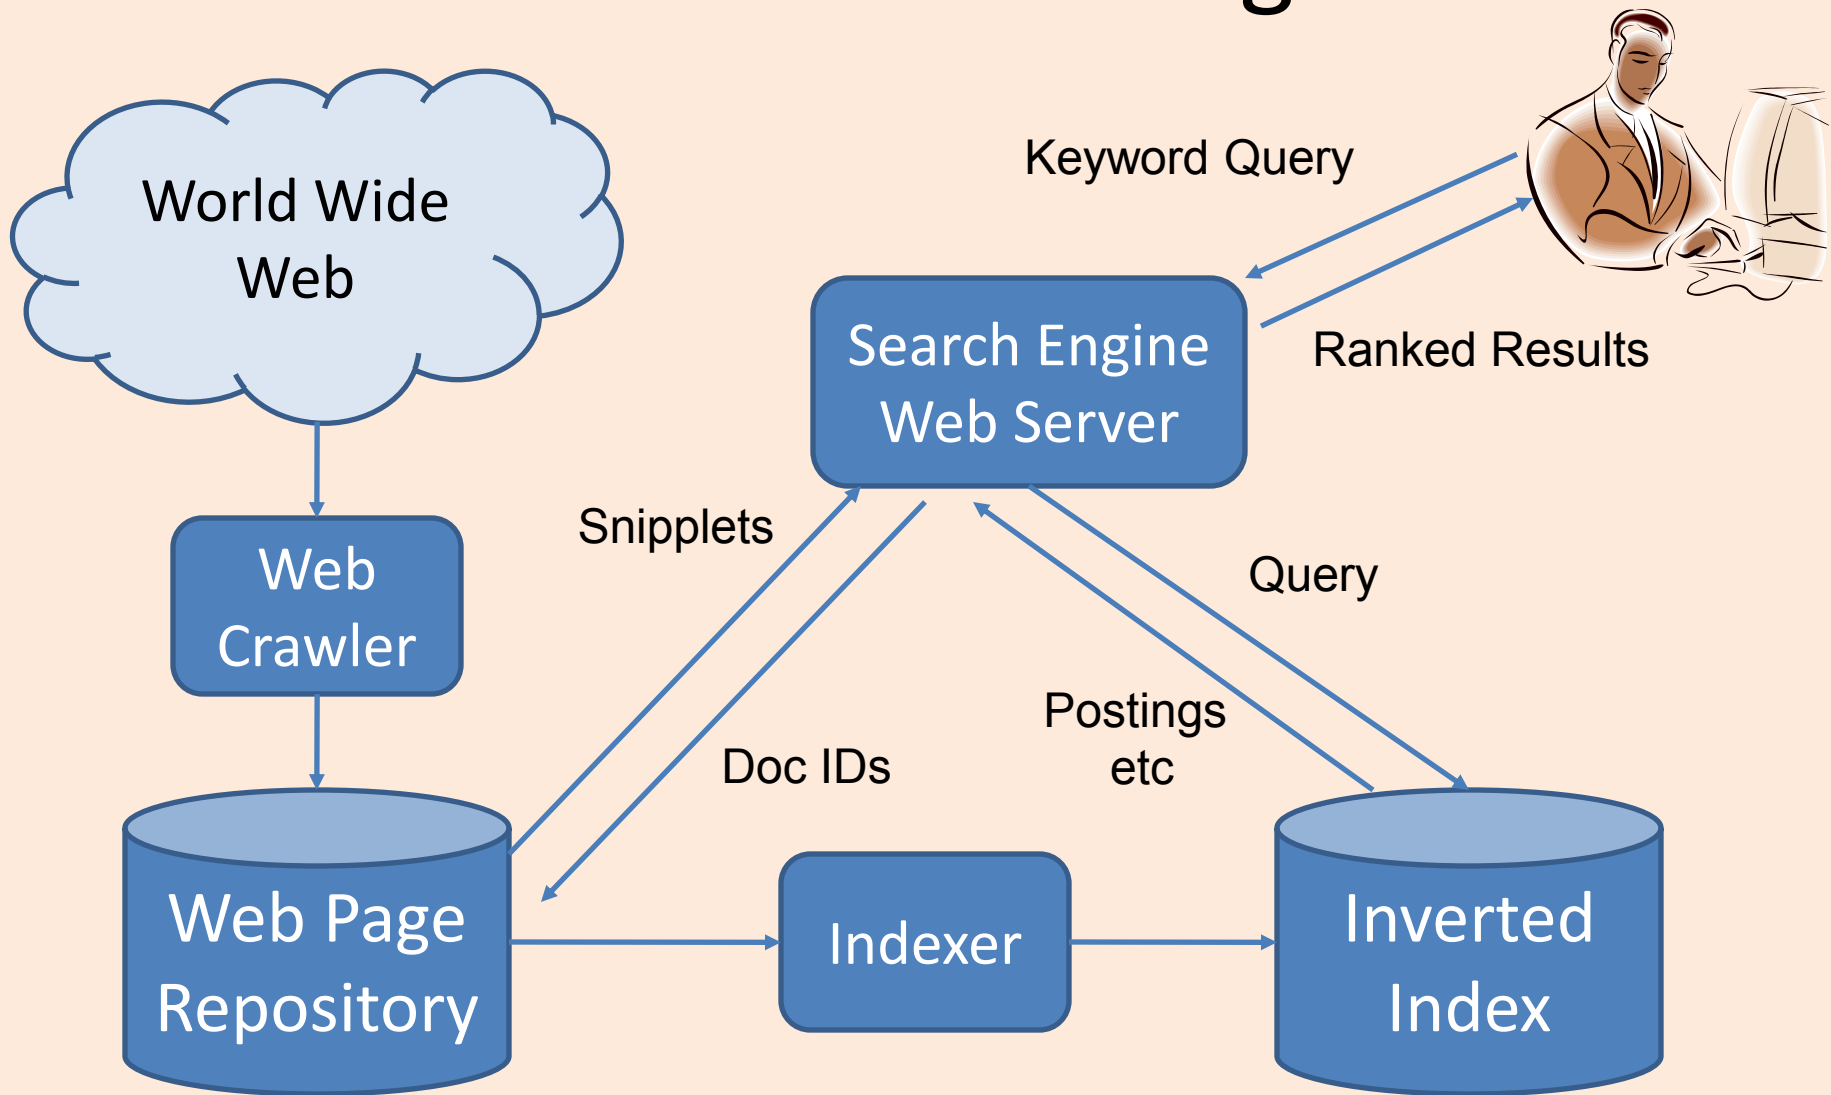 World Wide
Web
Keyword Query
Search Engine
Web Server
Ranked Results
Snipplets
Web
Crawler
Query
Postings
etc
Doc IDs
Web Page
Repository
Indexer
Inverted
Index